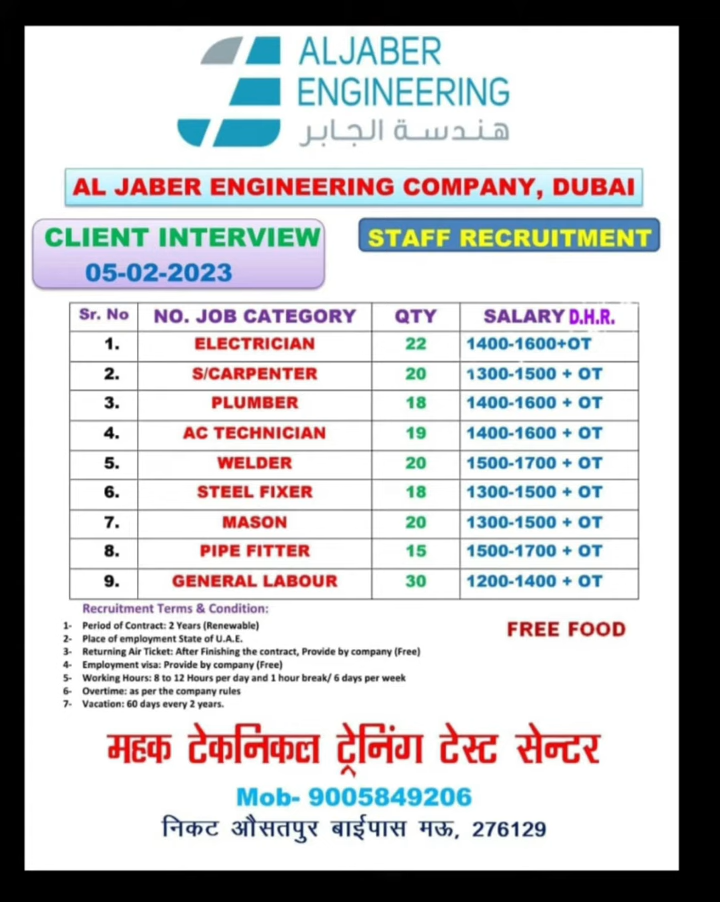 ALJABER
ENGINEERING
هندسة الجابر
AL JABER ENGINEERING COMPANY, DUBAI
CLIENT INTERVIEW
05-02-2023
STAFF RECRUITMENT
Sr. No NO. JOB CATEGORY QTY SALARY D.H.R.
1. ELECTRICIAN 22 1400-1600+OT
2. S/CARPENTER 20 1300-1500 + OT
3. PLUMBER 18 1400-1600 + OT
4. AC TECHNICIAN 19 1400-1600 + OT
5. WELDER 20 1500-1700 + OT
6. STEEL FIXER 18 1300-1500 + OT
7. MASON 20 1300-1500 + OT
8. PIPE FITTER 15 1500-1700 + OT
9. GENERAL LABOUR 30 1200-1400 + OT
Recruitment Terms & Condition:
1- Period of Contract: 2 Years (Renewable)
2- Place of employment State of U.A.E.
3- Returning Air Ticket: After Finishing the contract, Provide by company (Free)
4- Employment visa: Provide by company (Free)
5- Working Hours: 8 to 12 Hours per day and 1 hour break/ 6 days per week
6- Overtime: as per the company rules
7- Vacation: 60 days every 2 years.
FREE FOOD
महक टेकनिकल ट्रेनिंग टेस्ट सेन्टर
Mob- 9005849206
निकट औसतपुर बाईपास मऊ, 276129